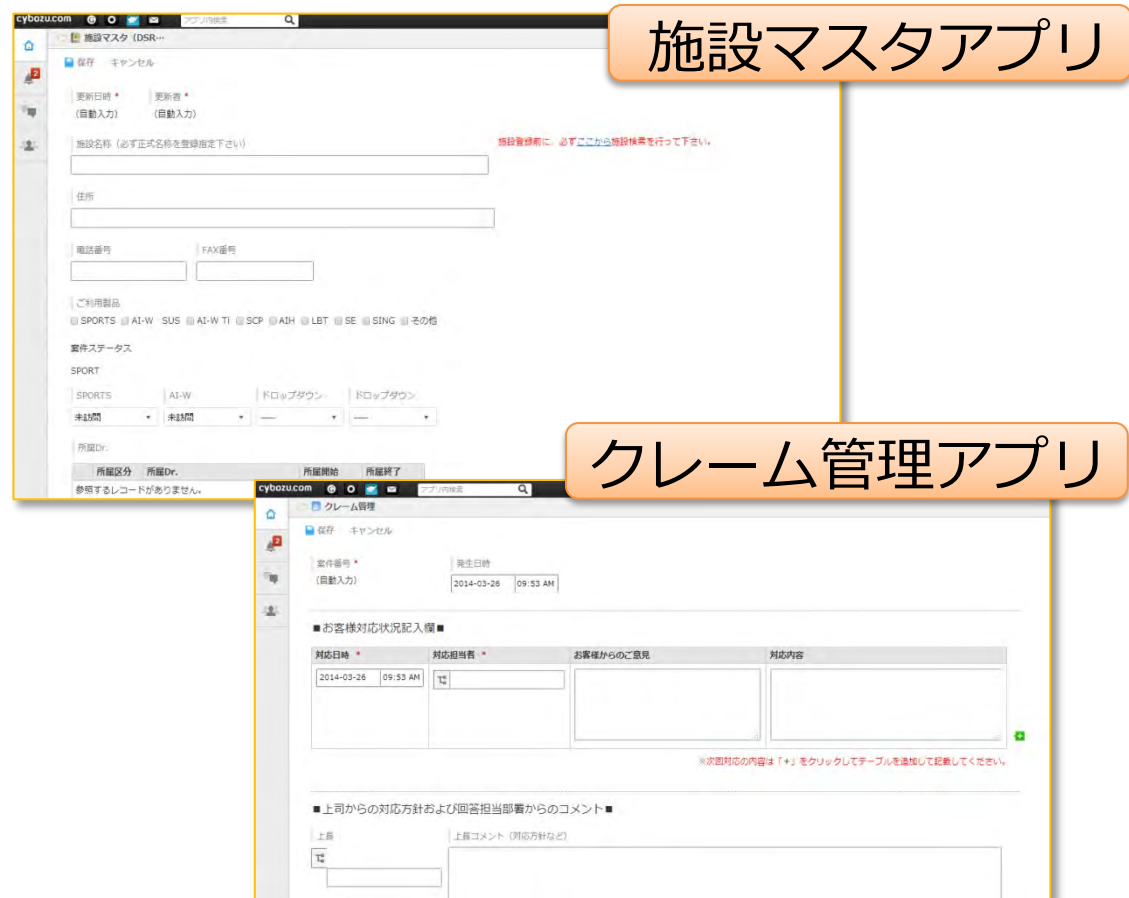 施設マスタアプリ
cybozu.com アプリ内検索
施設マスタ (DSR…
保存 キャンセル
2
更新日時 * 更新者 *
(自動入力) (自動入力)
施設名称 (必ず正式名称を登録指定下さい)
施設登録前に、必ずここから施設検索を行って下さい。
住所
電話番号 FAX番号
ご利用製品
SPORTS AI-W SUS AI-W Ti SCP AIH LBT SE SING その他
案件ステータス
SPORT
SPORTS AI-W ドロップダウン ドロップダウン
未訪問 未訪問 ----- -----
所属Dr.
所属区分 所属Dr. 所属開始 所属終了
参照するレコードがありません。
クレーム管理アプリ
cybozu.com アプリ内検索
クレーム管理
保存 キャンセル
2
案件番号 * 発生日時
(自動入力) 2014-03-26 09:53 AM
■お客様対応状況記入欄■
対応日時 * 対応担当者 * お客様からのご意見 対応内容
2014-03-26 09:53 AM
※次回対応の内容は「+」をクリックしてテーブルを追加して記載してください。
■上司からの対応方針および回答担当部署からのコメント■
上長 上長コメント (対応方針など)